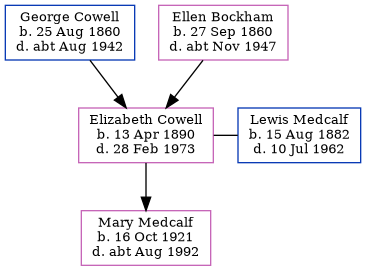 George Cowell
b. 25 Aug 1860
d. abt Aug 1942
Ellen Bockham
b. 27 Sep 1860
d. abt Nov 1947
Elizabeth Cowell
b. 13 Apr 1890
d. 28 Feb 1973
Lewis Medcalf
b. 15 Aug 1882
d. 10 Jul 1962
Mary Medcalf
b. 16 Oct 1921
d. abt Aug 1992